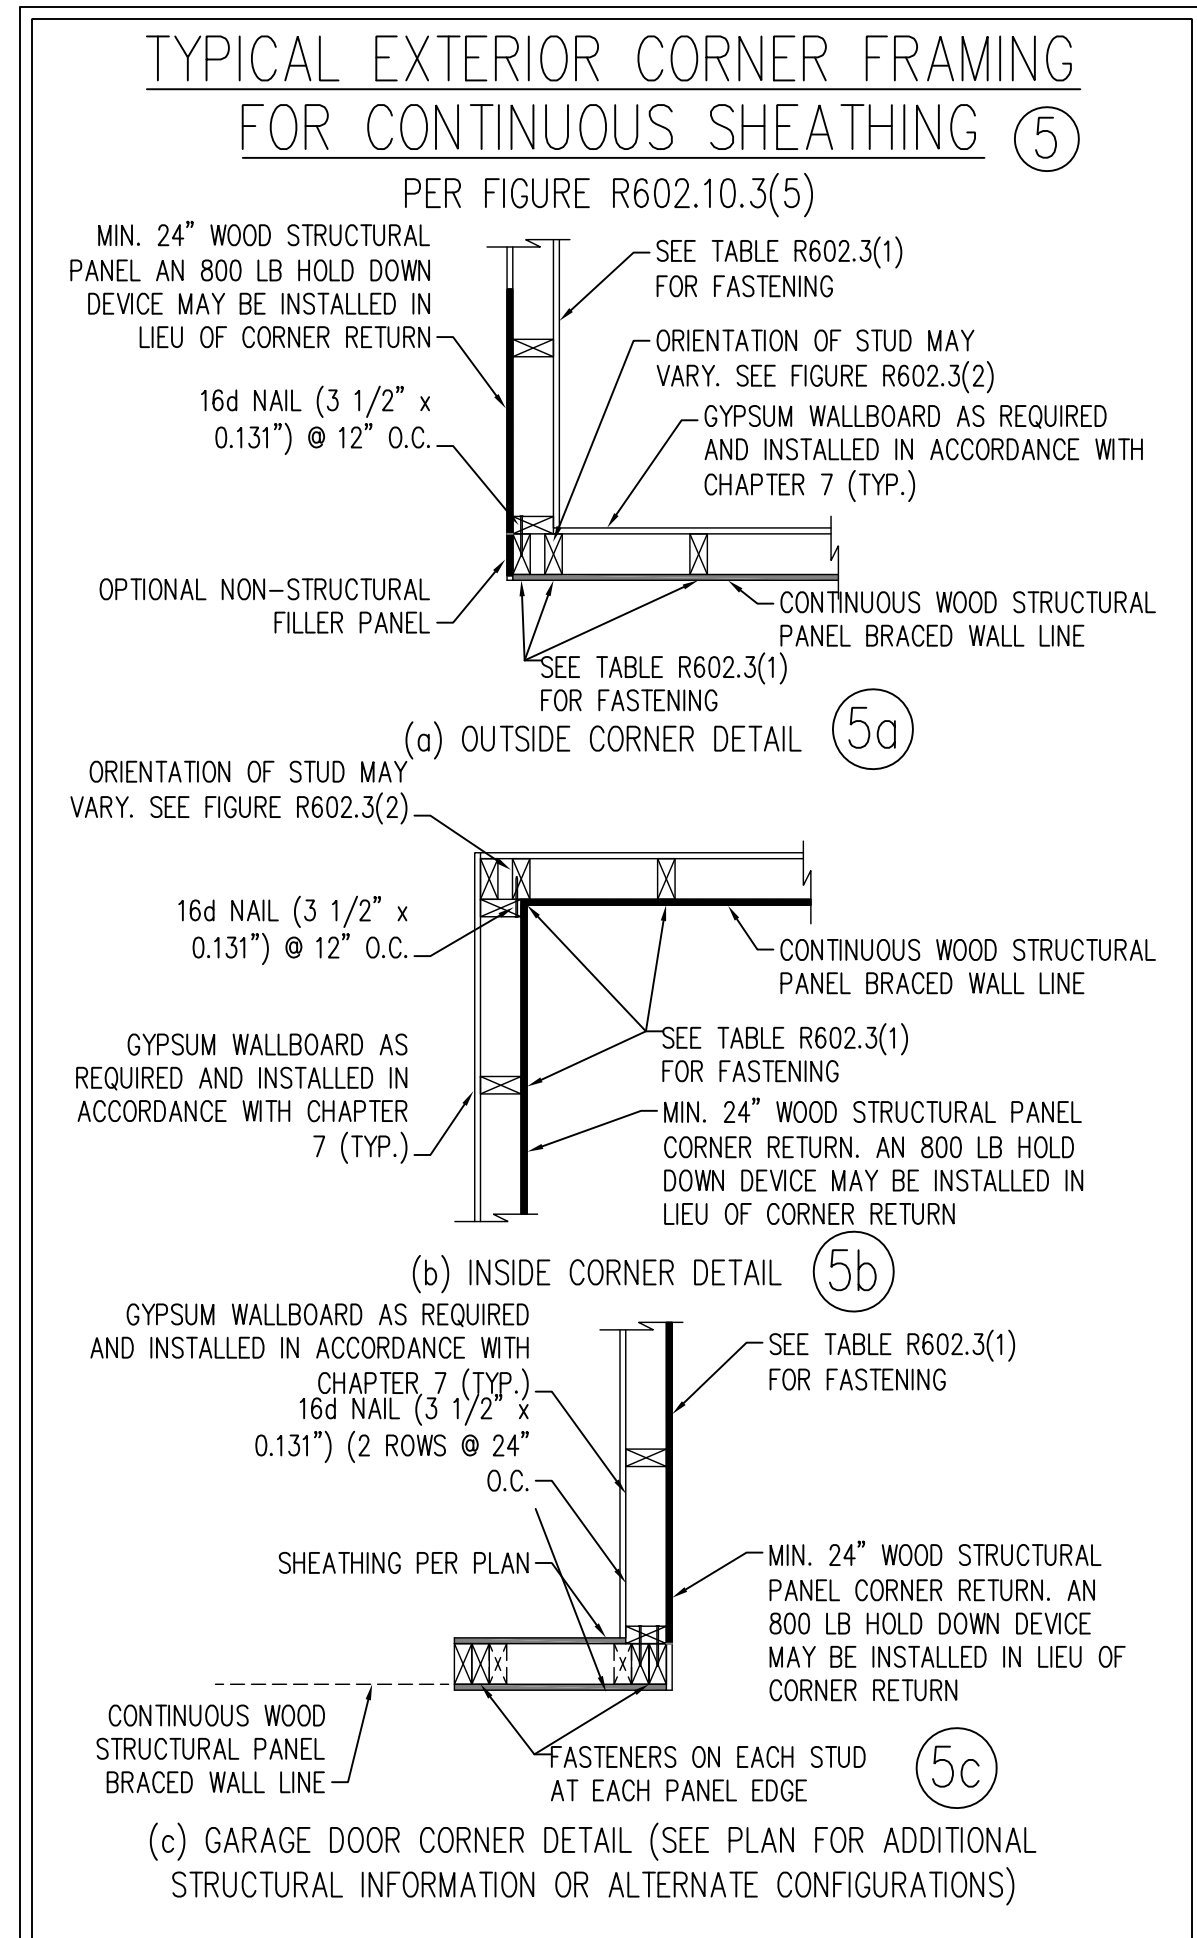 TYPICAL EXTERIOR CORNER FRAMING
FOR CONTINUOUS SHEATHING 5
PER FIGURE R602.10.3(5)
MIN. 24" WOOD STRUCTURAL
PANEL AN 800 LB HOLD DOWN
DEVICE MAY BE INSTALLED IN
LIEU OF CORNER RETURN
16d NAIL (3 1/2" x
0.131") @ 12" O.C.
OPTIONAL NON-STRUCTURAL
FILLER PANEL
SEE TABLE R602.3(1)
FOR FASTENING
ORIENTATION OF STUD MAY
VARY. SEE FIGURE R602.3(2)
GYPSUM WALLBOARD AS REQUIRED
AND INSTALLED IN ACCORDANCE WITH
CHAPTER 7 (TYP.)
CONTINUOUS WOOD STRUCTURAL
PANEL BRACED WALL LINE
SEE TABLE R602.3(1)
FOR FASTENING
(a) OUTSIDE CORNER DETAIL 5a
ORIENTATION OF STUD MAY
VARY. SEE FIGURE R602.3(2)
16d NAIL (3 1/2" x
0.131") @ 12" O.C.
GYPSUM WALLBOARD AS
REQUIRED AND INSTALLED IN
ACCORDANCE WITH CHAPTER
7 (TYP.)
CONTINUOUS WOOD STRUCTURAL
PANEL BRACED WALL LINE
SEE TABLE R602.3(1)
FOR FASTENING
MIN. 24" WOOD STRUCTURAL PANEL
CORNER RETURN. AN 800 LB HOLD
DOWN DEVICE MAY BE INSTALLED IN
LIEU OF CORNER RETURN
(b) INSIDE CORNER DETAIL 5b
GYPSUM WALLBOARD AS REQUIRED
AND INSTALLED IN ACCORDANCE WITH
CHAPTER 7 (TYP.)
16d NAIL (3 1/2" x
0.131") (2 ROWS @ 24"
O.C.
SHEATHING PER PLAN
CONTINUOUS WOOD
STRUCTURAL PANEL
BRACED WALL LINE
SEE TABLE R602.3(1)
FOR FASTENING
MIN. 24" WOOD STRUCTURAL
PANEL CORNER RETURN. AN
800 LB HOLD DOWN DEVICE
MAY BE INSTALLED IN LIEU OF
CORNER RETURN
FASTENERS ON EACH STUD
AT EACH PANEL EDGE
5c
(c) GARAGE DOOR CORNER DETAIL (SEE PLAN FOR ADDITIONAL
STRUCTURAL INFORMATION OR ALTERNATE CONFIGURATIONS)